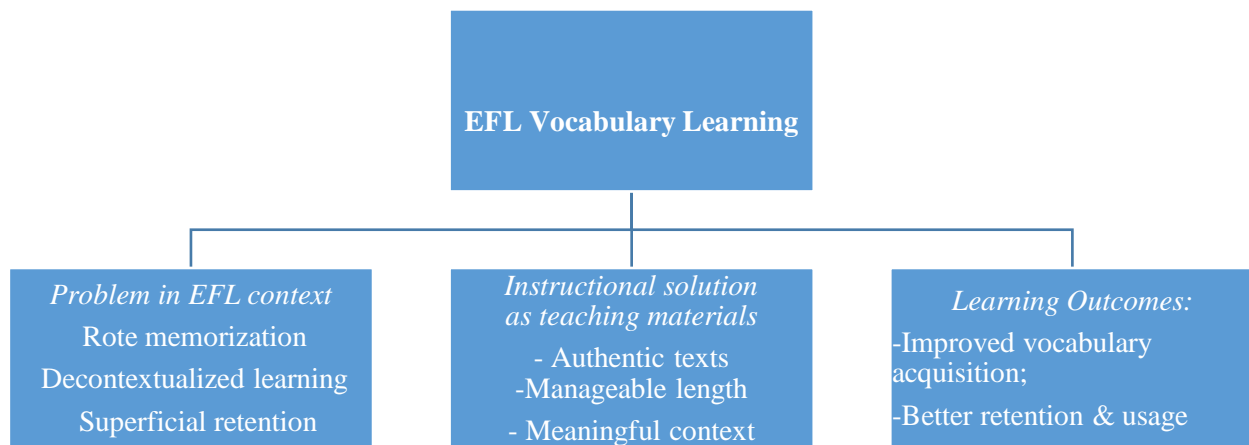 EFL Vocabulary Learning
Problem in EFL context
Rote memorization
Decontextualized learning
Superficial retention
Instructional solution
as teaching materials
- Authentic texts
-Manageable length
- Meaningful context
Learning Outcomes:
-Improved vocabulary
acquisition;
-Better retention & usage